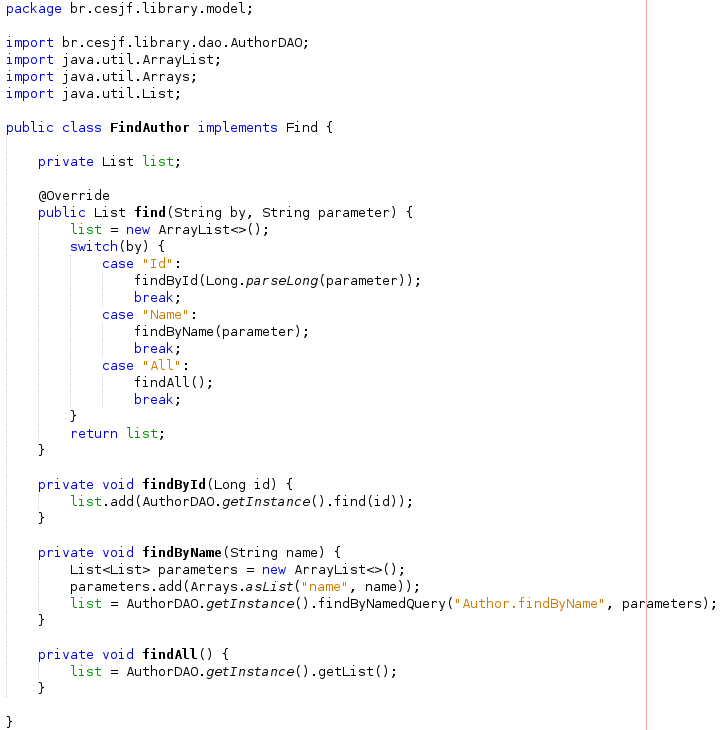 package br.cesjf.library.model;

import br.cesjf.library.dao.AuthorDAO;
import java.util.ArrayList;
import java.util.Arrays;
import java.util.List;

public class FindAuthor implements Find {

    private List list;

    @Override
    public List find(String by, String parameter) {
        list = new ArrayList<>();
        switch(by) {
            case "Id":
                findById(Long.parseLong(parameter));
                break;
            case "Name":
                findByName(parameter);
                break;
            case "All":
                findAll();
                break;
        }
        return list;
    }

    private void findById(Long id) {
        list.add(AuthorDAO.getInstance().find(id));
    }

    private void findByName(String name) {
        List<List> parameters = new ArrayList<>();
        parameters.add(Arrays.asList("name", name));
        list = AuthorDAO.getInstance().findByNamedQuery("Author.findByName", parameters);
    }

    private void findAll() {
        list = AuthorDAO.getInstance().getList();
    }

}